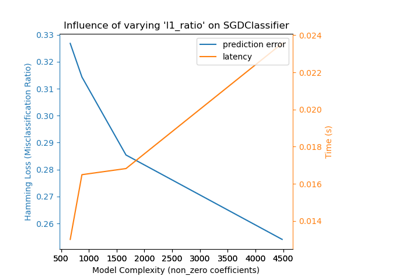 Influence of varying 'l1_ratio' on SGDClassifier
prediction error
latency
Hamming Loss (Misclassification Ratio)
0.33
0.32
0.31
0.30
0.29
0.28
0.27
0.26
0.024
0.022
0.020
0.018
0.016
0.014
Time (s)
500 1000 1500 2000 2500 3000 3500 4000 4500
Model Complexity (non_zero coefficients)